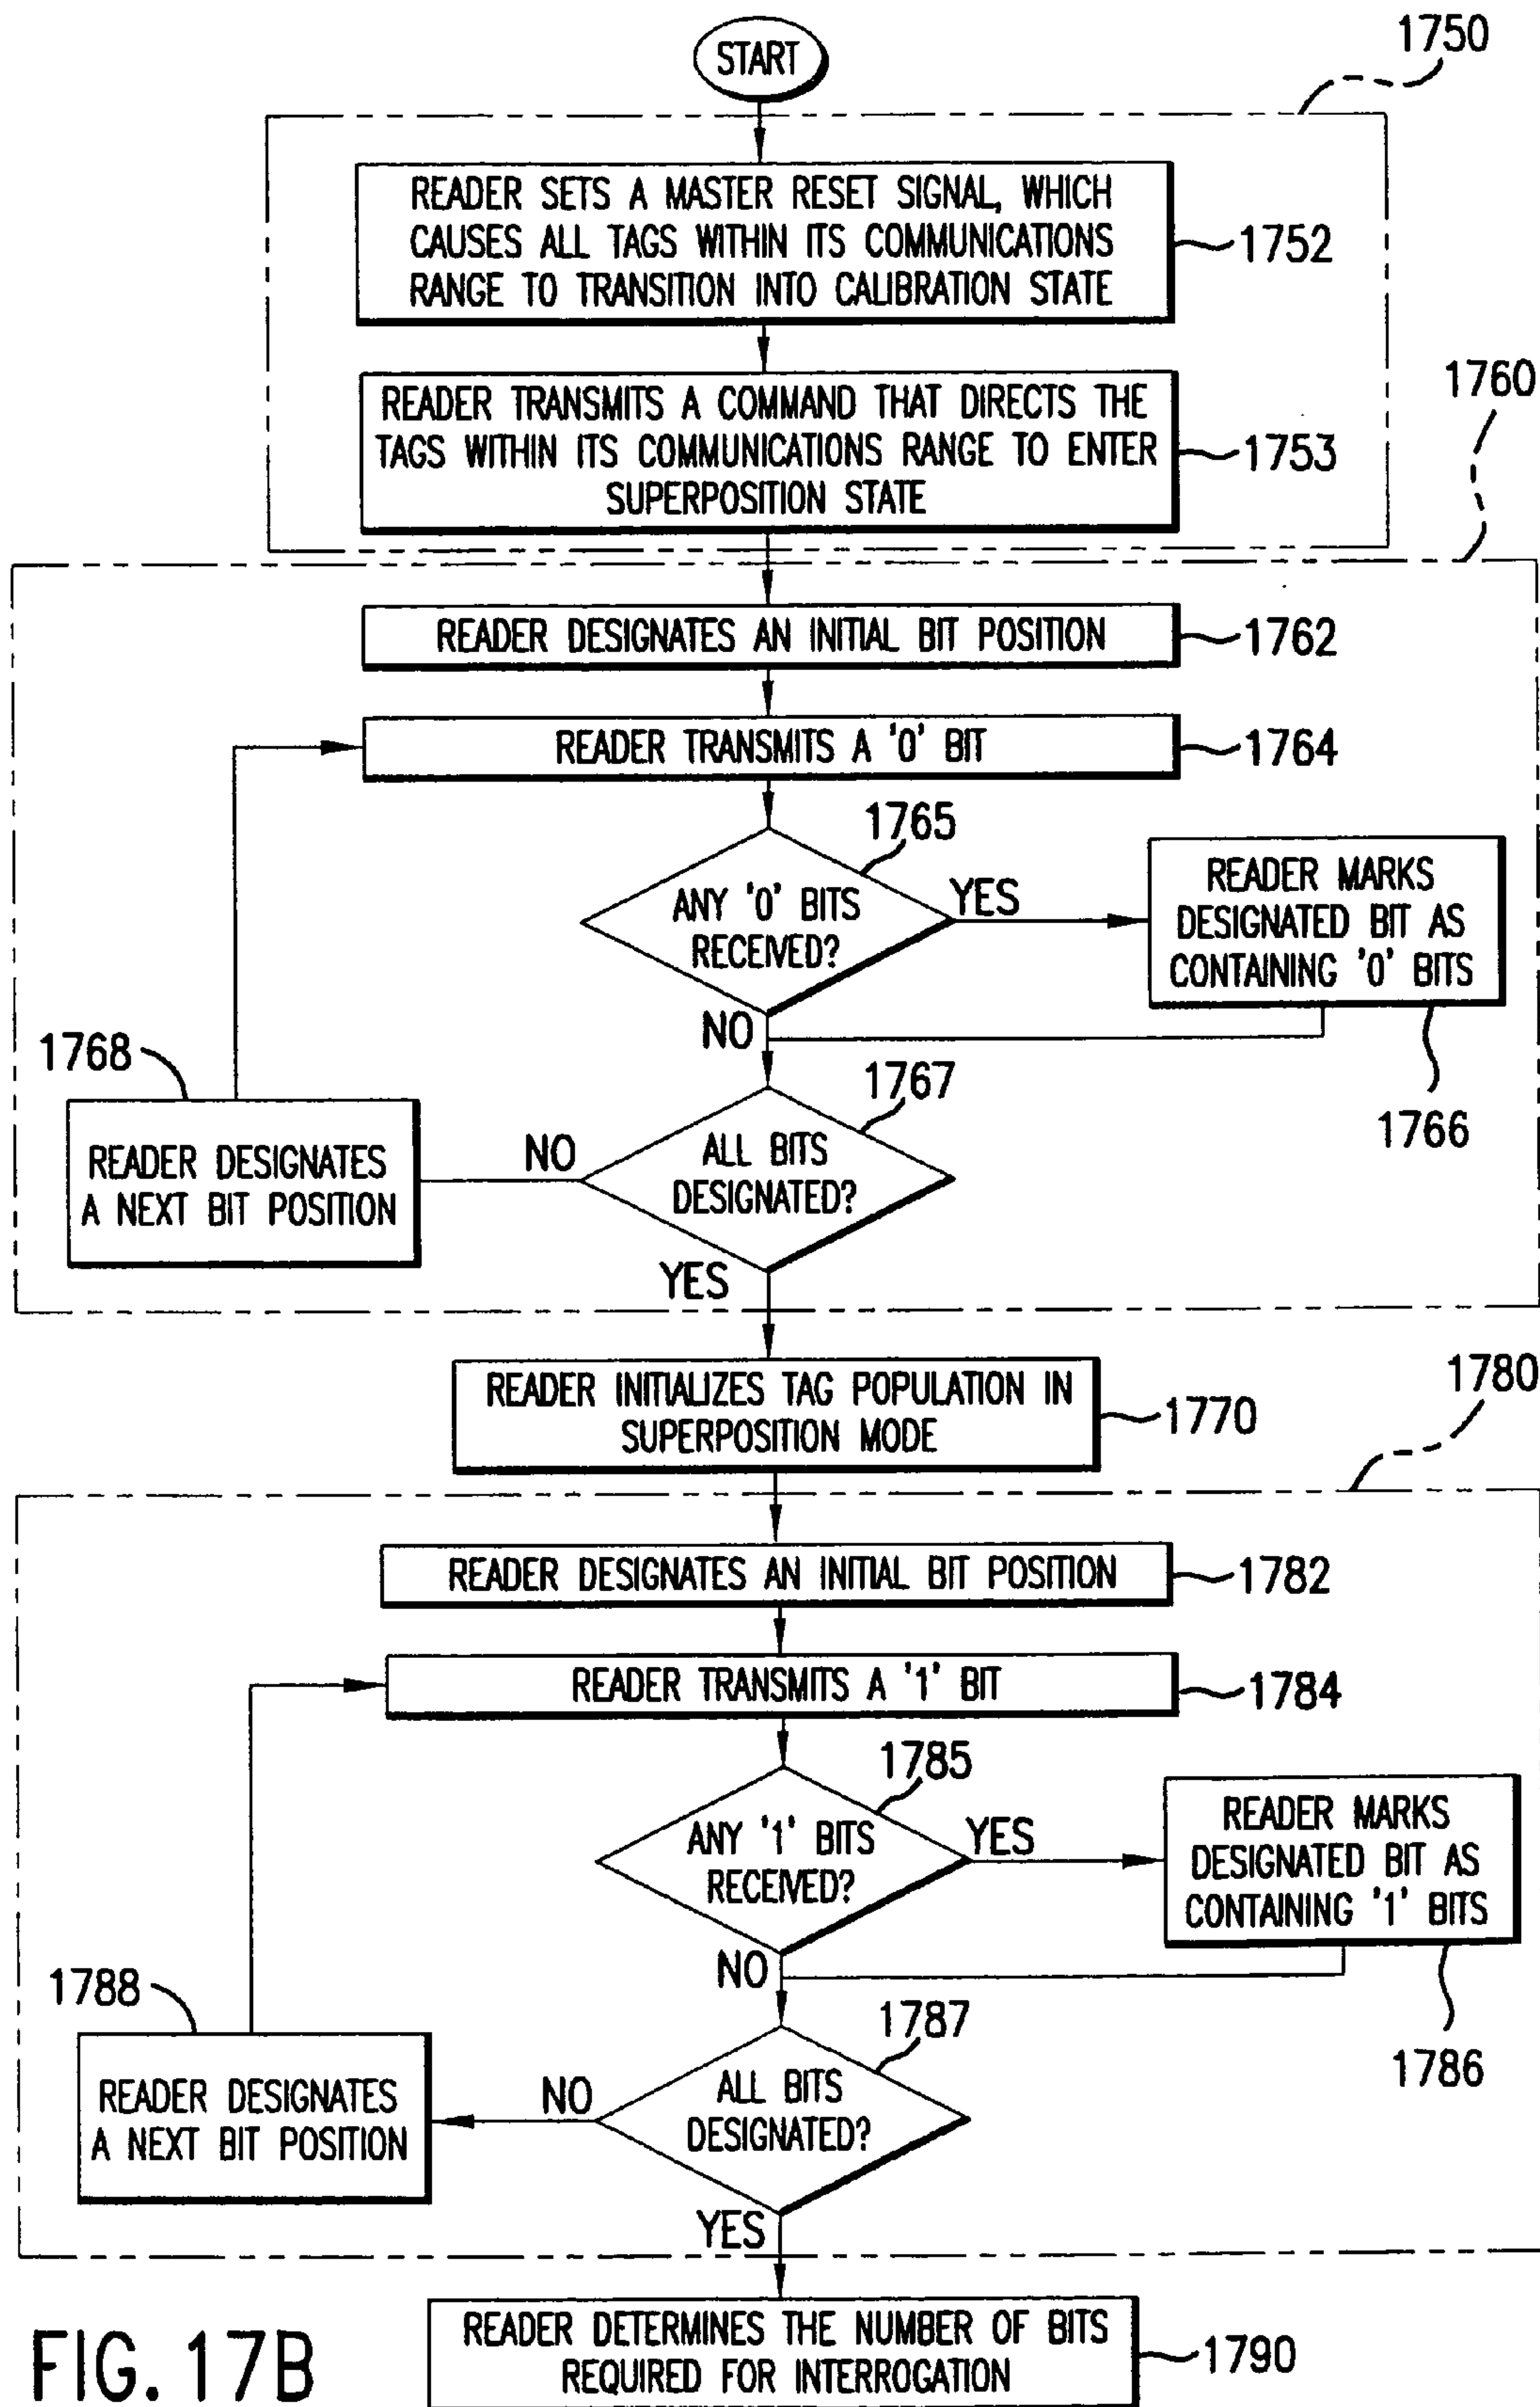 START
1750
READER SETS A MASTER RESET SIGNAL, WHICH
CAUSES ALL TAGS WITHIN ITS COMMUNICATIONS
RANGE TO TRANSITION INTO CALIBRATION STATE
1752
1760
READER TRANSMITS A COMMAND THAT DIRECTS THE
TAGS WITHIN ITS COMMUNICATIONS RANGE TO ENTER
SUPERPOSITION STATE
1753
READER DESIGNATES AN INITIAL BIT POSITION
1762
READER TRANSMITS A '0' BIT
1764
1765
ANY '0' BITS
RECEIVED?
YES
READER MARKS
DESIGNATED BIT AS
CONTAINING '0' BITS
1766
NO
1768
1767
READER DESIGNATES
A NEXT BIT POSITION
NO
ALL BITS
DESIGNATED?
YES
READER INITIALIZES TAG POPULATION IN
SUPERPOSITION MODE
1770
1780
READER DESIGNATES AN INITIAL BIT POSITION
1782
READER TRANSMITS A '1' BIT
1784
1785
ANY '1' BITS
RECEIVED?
YES
READER MARKS
DESIGNATED BIT AS
CONTAINING '1' BITS
1786
NO
1788
1787
READER DESIGNATES
A NEXT BIT POSITION
NO
ALL BITS
DESIGNATED?
YES
READER DETERMINES THE NUMBER OF BITS
REQUIRED FOR INTERROGATION
1790
FIG. 17B